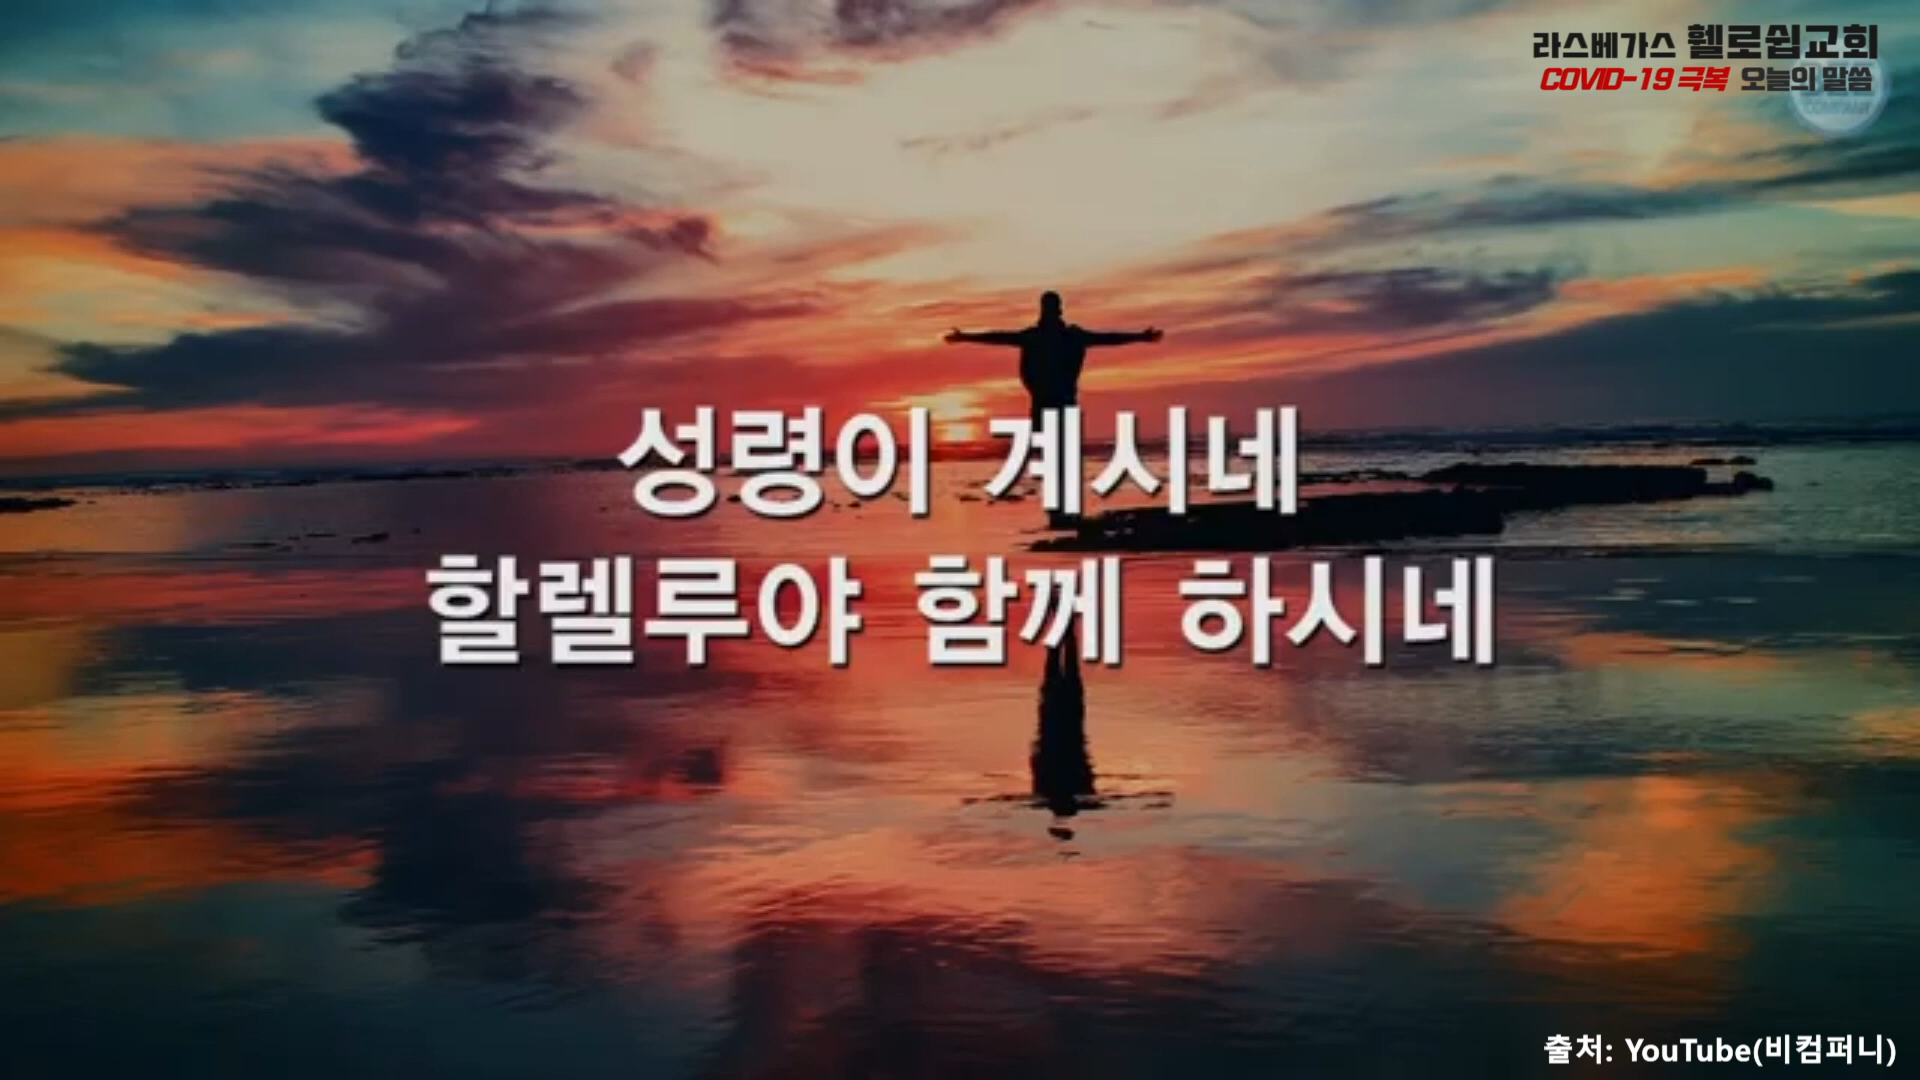 라스베가스 휄로쉽교회
COVID-19 극복 오늘의 말씀
성령이 계시네
할렐루야 함께 하시네
출처: YouTube(비컴퍼니)